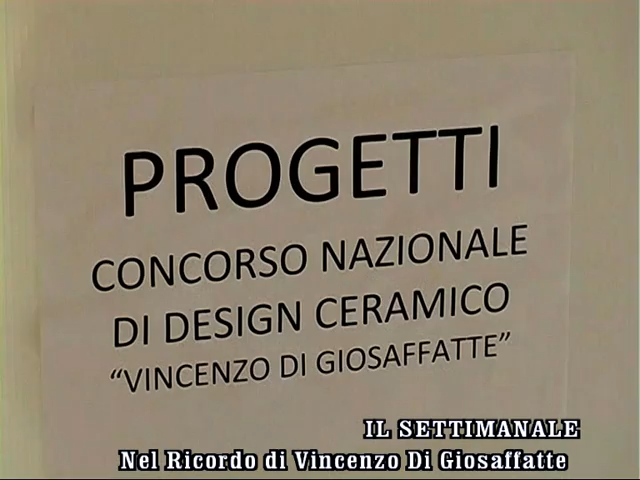 PROGETTI
CONCORSO NAZIONALE
DI DESIGN CERAMICO
“VINCENZO DI GIOSAFFATTE”
IL SETTIMANALE
Nel Ricordo di Vincenzo Di Giosaffatte